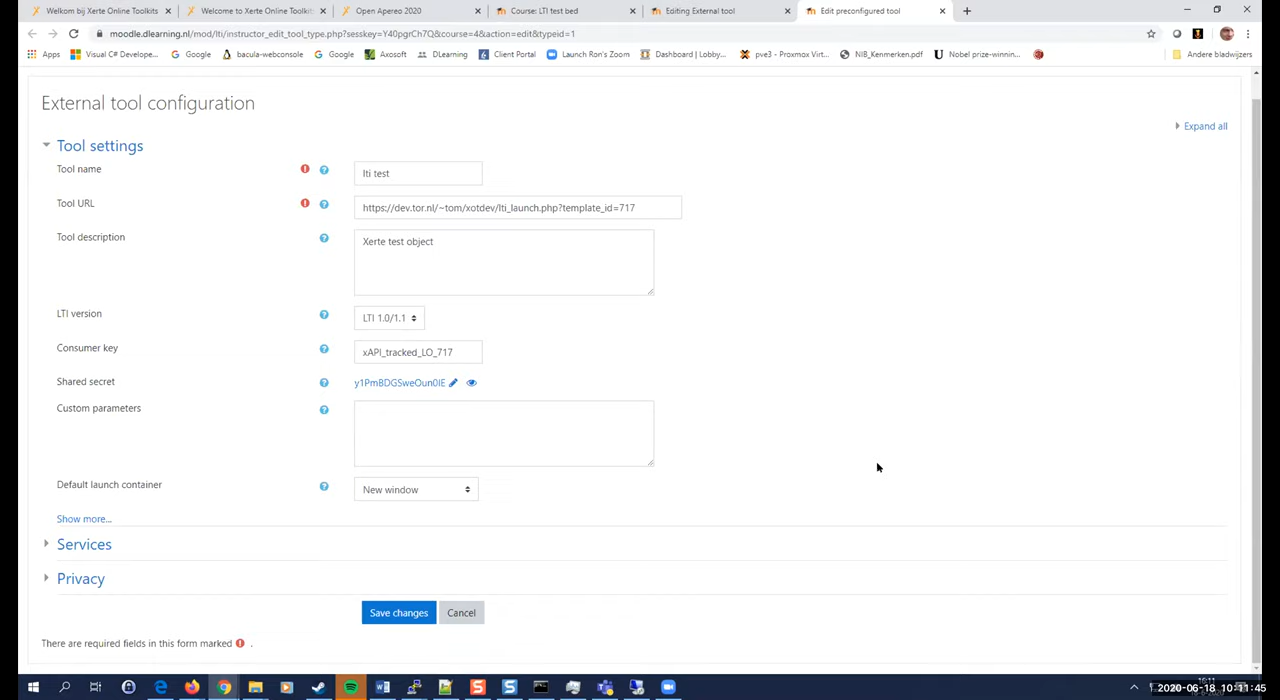 Welkom bij Xerte Online Toolkits
Welcome to Xerte Online Toolkit
Open Apereo 2020
Course: LTI test bed
Editing External tool
Edit preconfigured tool
moodle.dlearning.nl/mod/lti/instructor_edit_tool_type.php?sesskey=Y40pgrCh7Q&course=4&action=edit&typeid=1
Apps
Visual C# Develope...
Google
bacula-webconsole
Google
Axosoft
DLearning
Client Portal
Launch Ron's Zoom
Dashboard | Lobby...
pve3 - Proxmox Virt...
NIB_Kenmerken.pdf
Nobel prize-winnin...
Andere bladwijzers
External tool configuration
Expand all
Tool settings
Tool name
lti test
Tool URL
https://dev.tor.nl/~tom/xotdev/lti_launch.php?template_id=717
Tool description
Xerte test object
LTI version
LTI 1.0/1.1
Consumer key
xAPI_tracked_LO_717
Shared secret
y1PmBDGSweOun0IE
Custom parameters
Default launch container
New window
Show more...
Services
Privacy
Save changes
Cancel
There are required fields in this form marked .
16:11
2020-06-18 10:11:45